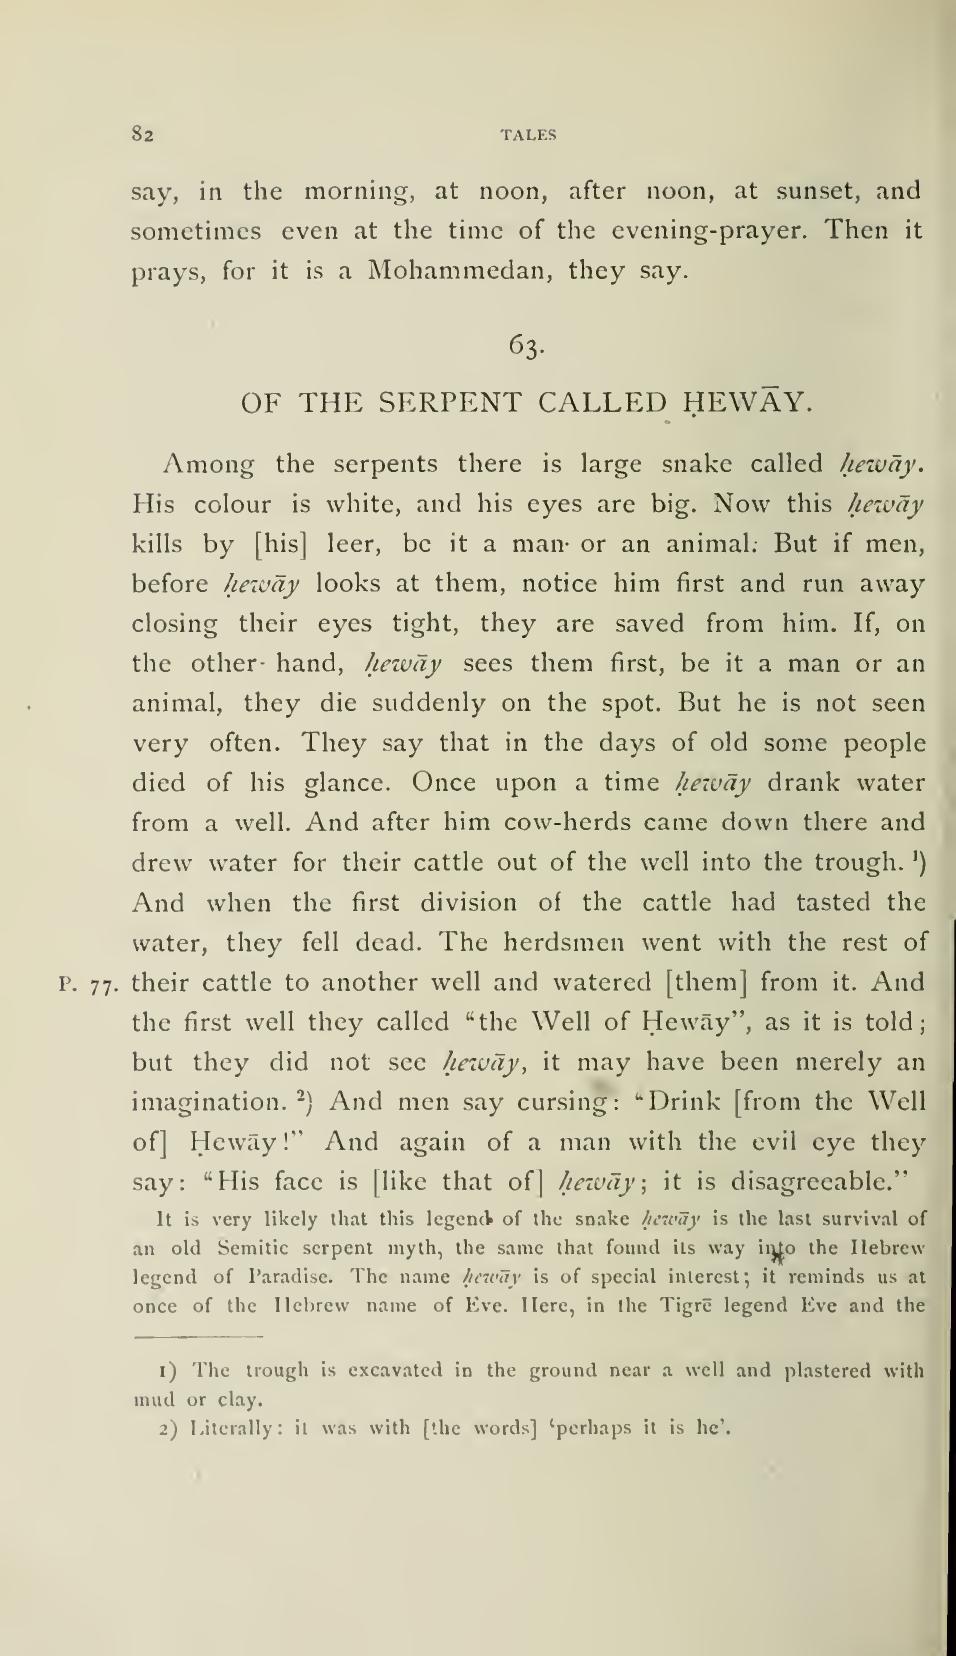 82 TALES
say, in the morning, at noon, after noon, at sunset, and
sometimes even at the time of the evening-prayer. Then it
prays, for it is a Mohammedan, they say.
63.
OF THE SERPENT CALLED ḤEWĀY.
Among the serpents there is large snake called ḥewāy.
His colour is white, and his eyes are big. Now this ḥewāy
kills by [his] leer, be it a man or an animal. But if men,
before ḥewāy looks at them, notice him first and run away
closing their eyes tight, they are saved from him. If, on
the other hand, ḥewāy sees them first, be it a man or an
animal, they die suddenly on the spot. But he is not seen
very often. They say that in the days of old some people
died of his glance. Once upon a time ḥewāy drank water
from a well. And after him cow-herds came down there and
drew water for their cattle out of the well into the trough. ¹)
And when the first division of the cattle had tasted the
water, they fell dead. The herdsmen went with the rest of
P. 77. their cattle to another well and watered [them] from it. And
the first well they called “the Well of Ḥewāy”, as it is told;
but they did not see ḥewāy, it may have been merely an
imagination. ²) And men say cursing: “Drink [from the Well
of] Ḥewāy!” And again of a man with the evil eye they
say: “His face is [like that of] ḥewāy; it is disagreeable.”
It is very likely that this legend of the snake ḥewāy is the last survival of
an old Semitic serpent myth, the same that found its way into the Hebrew
legend of Paradise. The name ḥewāy is of special interest; it reminds us at
once of the Hebrew name of Eve. Here, in the Tigrē legend Eve and the
1) The trough is excavated in the ground near a well and plastered with
mud or clay.
2) Literally: it was with [the words] ‘perhaps it is he’.